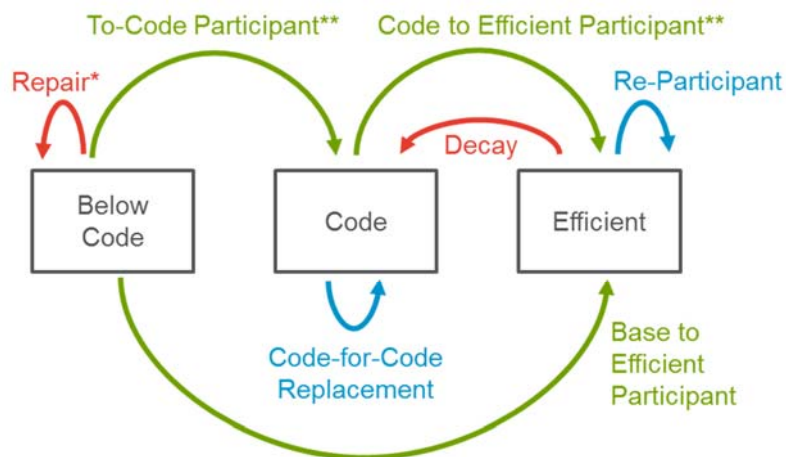 To-Code Participant**
Code to Efficient Participant**
Repair*
Re-Participant
Decay
Below
Code
Code
Efficient
Code-for-Code
Replacement
Base to
Efficient
Participant